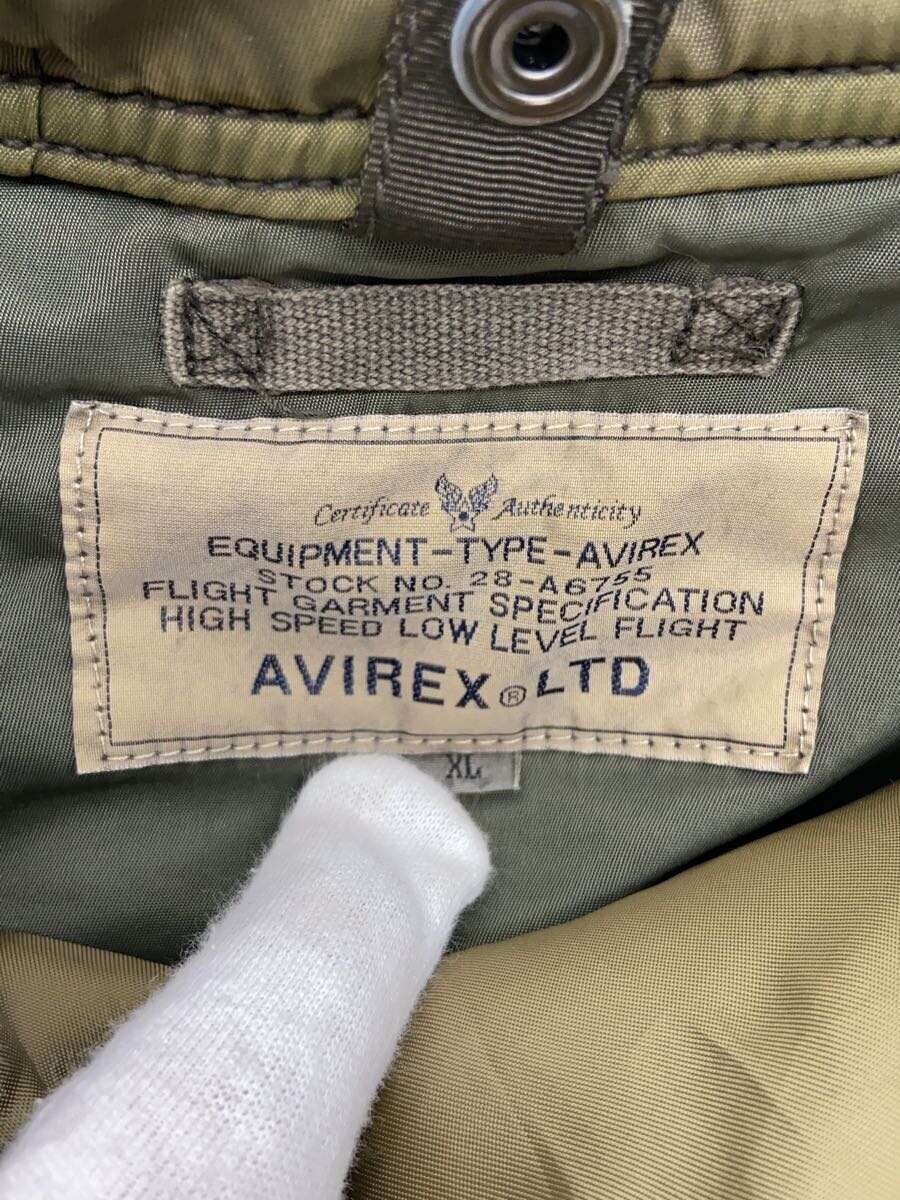 Certificate Authenticity
EQUIPMENT-TYPE-AVIREX
STOCK NO. 28-A6755
FLIGHT GARMENT SPECIFICATION
HIGH SPEED LOW LEVEL FLIGHT
AVIREX® LTD
XL